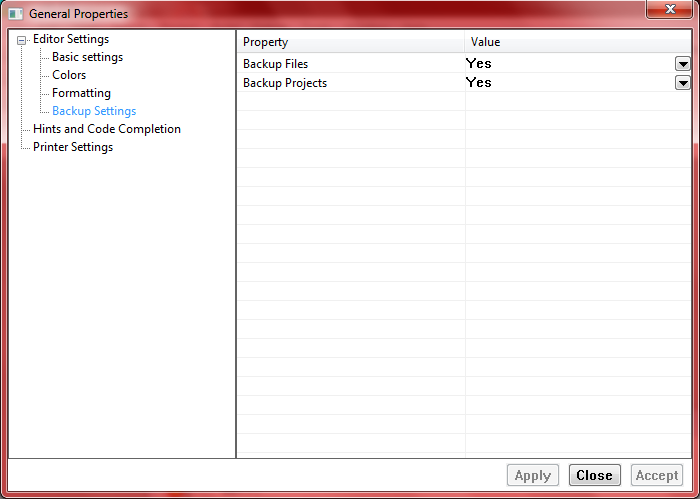 General Properties
Editor Settings
Basic settings
Colors
Formatting
Backup Settings
Hints and Code Completion
Printer Settings
Property Value
Backup Files Yes
Backup Projects Yes
Apply Close Accept